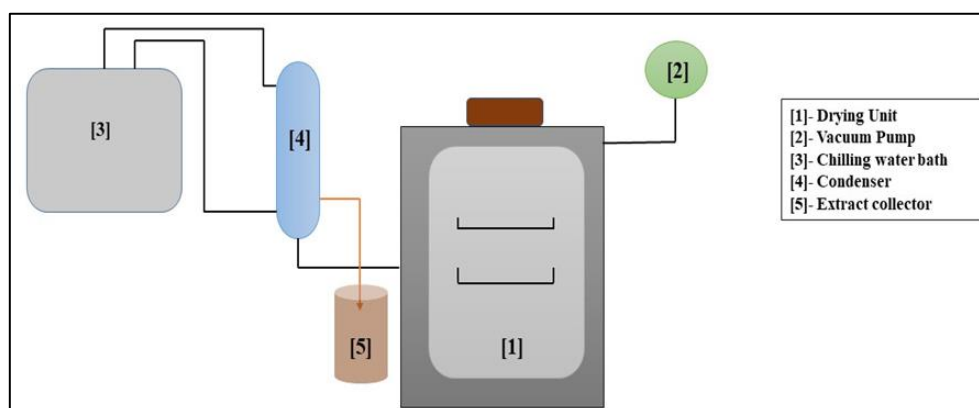 [3]
[4]
[5]
[1]
[2]
[1]- Drying Unit
[2]- Vacuum Pump
[3]- Chilling water bath
[4]- Condenser
[5]- Extract collector